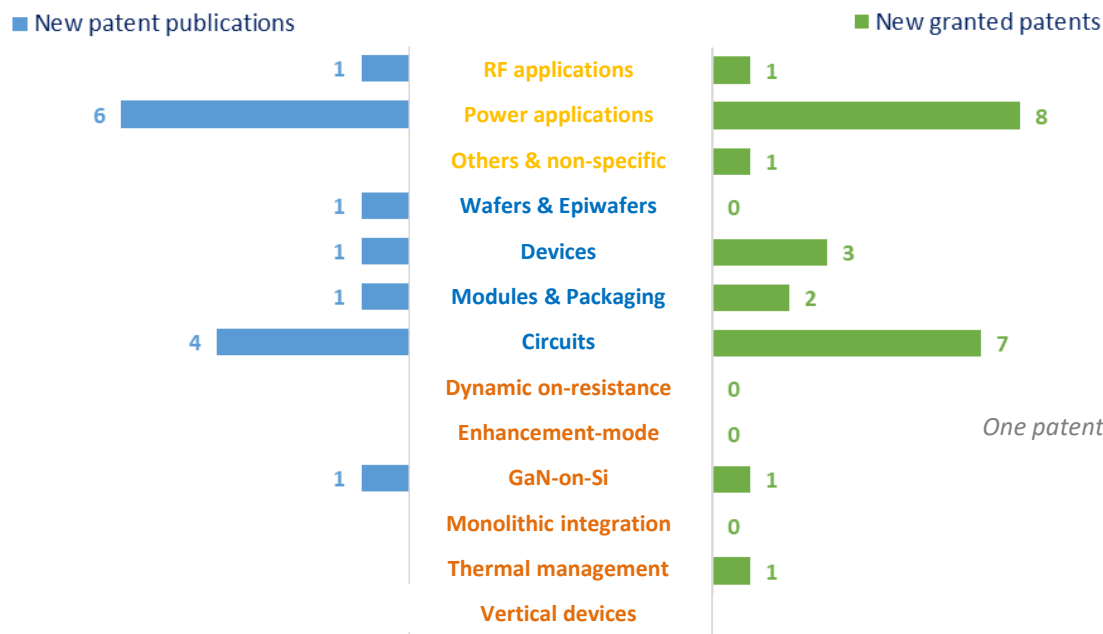 New patent publications
New granted patents
1 RF applications 1
6 Power applications 8
Others & non-specific 1
1 Wafers & Epiwafers 0
1 Devices 3
1 Modules & Packaging 2
4 Circuits 7
Dynamic on-resistance 0
Enhancement-mode 0
One patent
1 GaN-on-Si 1
Monolithic integration 0
Thermal management 1
Vertical devices